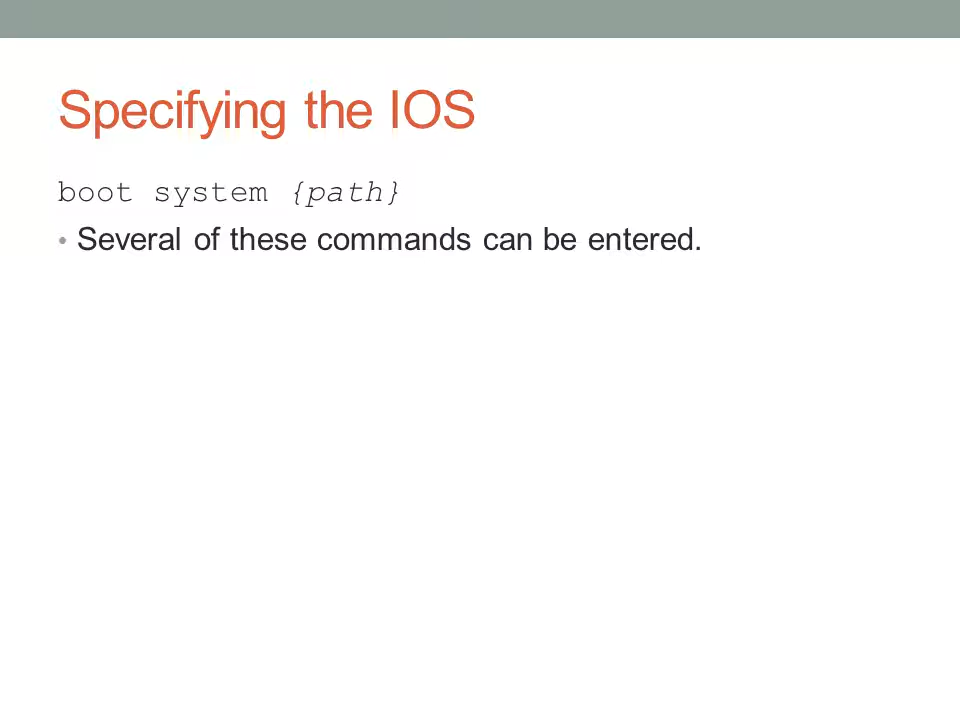 Specifying the IOS
boot system {path}
• Several of these commands can be entered.